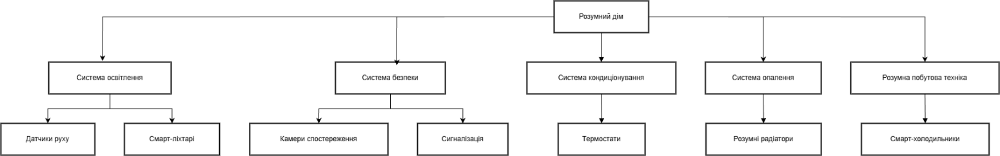 Розумний дім
Система освітлення
Система безпеки
Система кондиціонування
Система опалення
Розумна побутова техніка
Датчики руху
Смарт-ліхтарі
Камери спостереження
Сигналізація
Термостати
Розумні радіатори
Смарт-холодильники